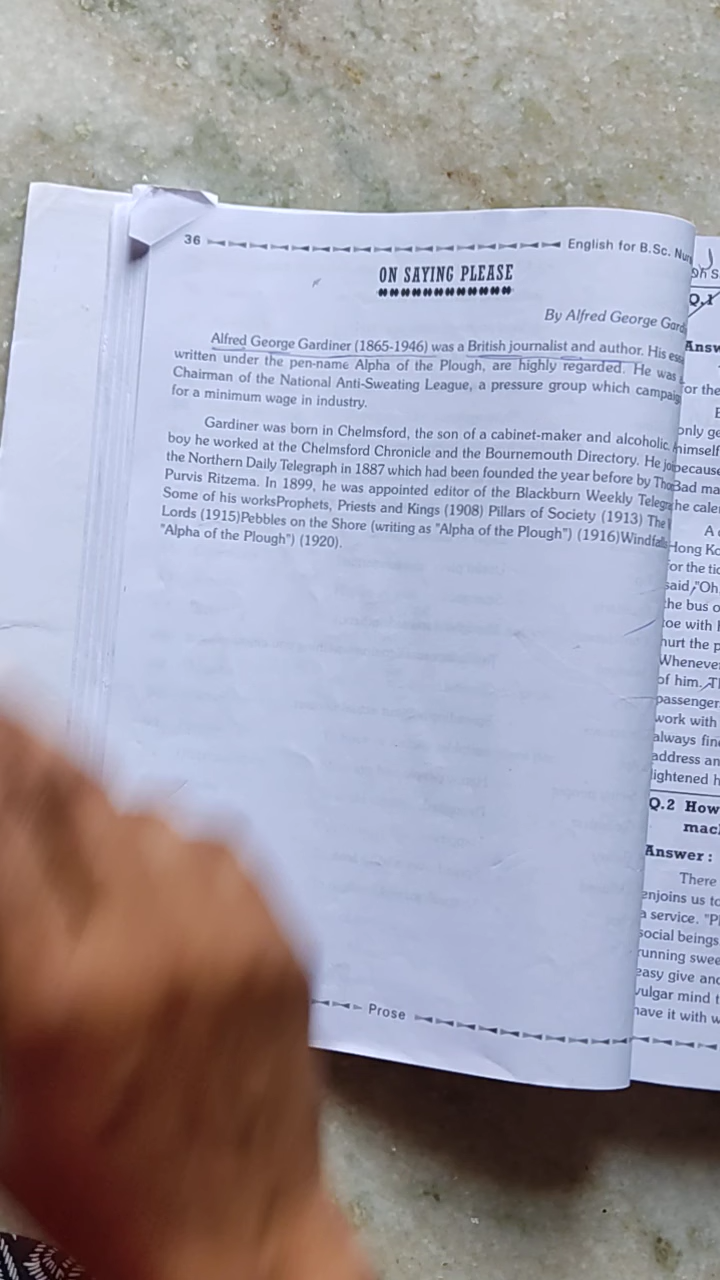 36
English for B.Sc. Nur
ON SAYING PLEASE
By Alfred George Gard
Alfred George Gardiner (1865-1946) was a British journalist and author. His ess
written under the pen-name Alpha of the Plough, are highly regarded. He was
Chairman of the National Anti-Sweating League, a pressure group which campaig
for a minimum wage in industry.
Gardiner was born in Chelmsford, the son of a cabinet-maker and alcoholic.
boy he worked at the Chelmsford Chronicle and the Bournemouth Directory. He jo
the Northern Daily Telegraph in 1887 which had been founded the year before by Tho
Purvis Ritzema. In 1899, he was appointed editor of the Blackburn Weekly Telegr
Some of his worksProphets, Priests and Kings (1908) Pillars of Society (1913) The
Lords (1915)Pebbles on the Shore (writing as "Alpha of the Plough") (1916)Windfa
"Alpha of the Plough") (1920).
Prose
Q.1
Answ
for the
only ge
himself
because
Bad ma
he cale
A
Hong Ko
for the tic
said,"Oh,
the bus o
toe with
hurt the p
Wheneve
of him. T
passenger
work with
always fin
address an
lightened h
Q.2 How
mac
Answer :
There
enjoins us to
a service. "P
social beings
running swee
easy give and
vulgar mind t
have it with w